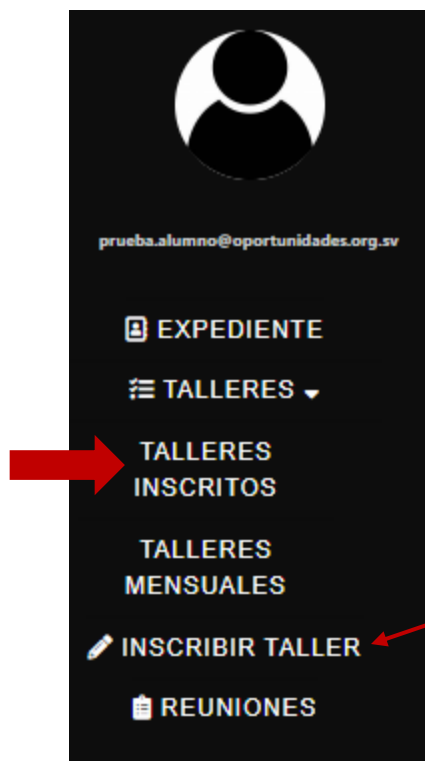 prueba.alumno@oportunidades.org.sv
EXPEDIENTE
TALLERES
TALLERES
INSCRITOS
TALLERES
MENSUALES
INSCRIBIR TALLER
REUNIONES